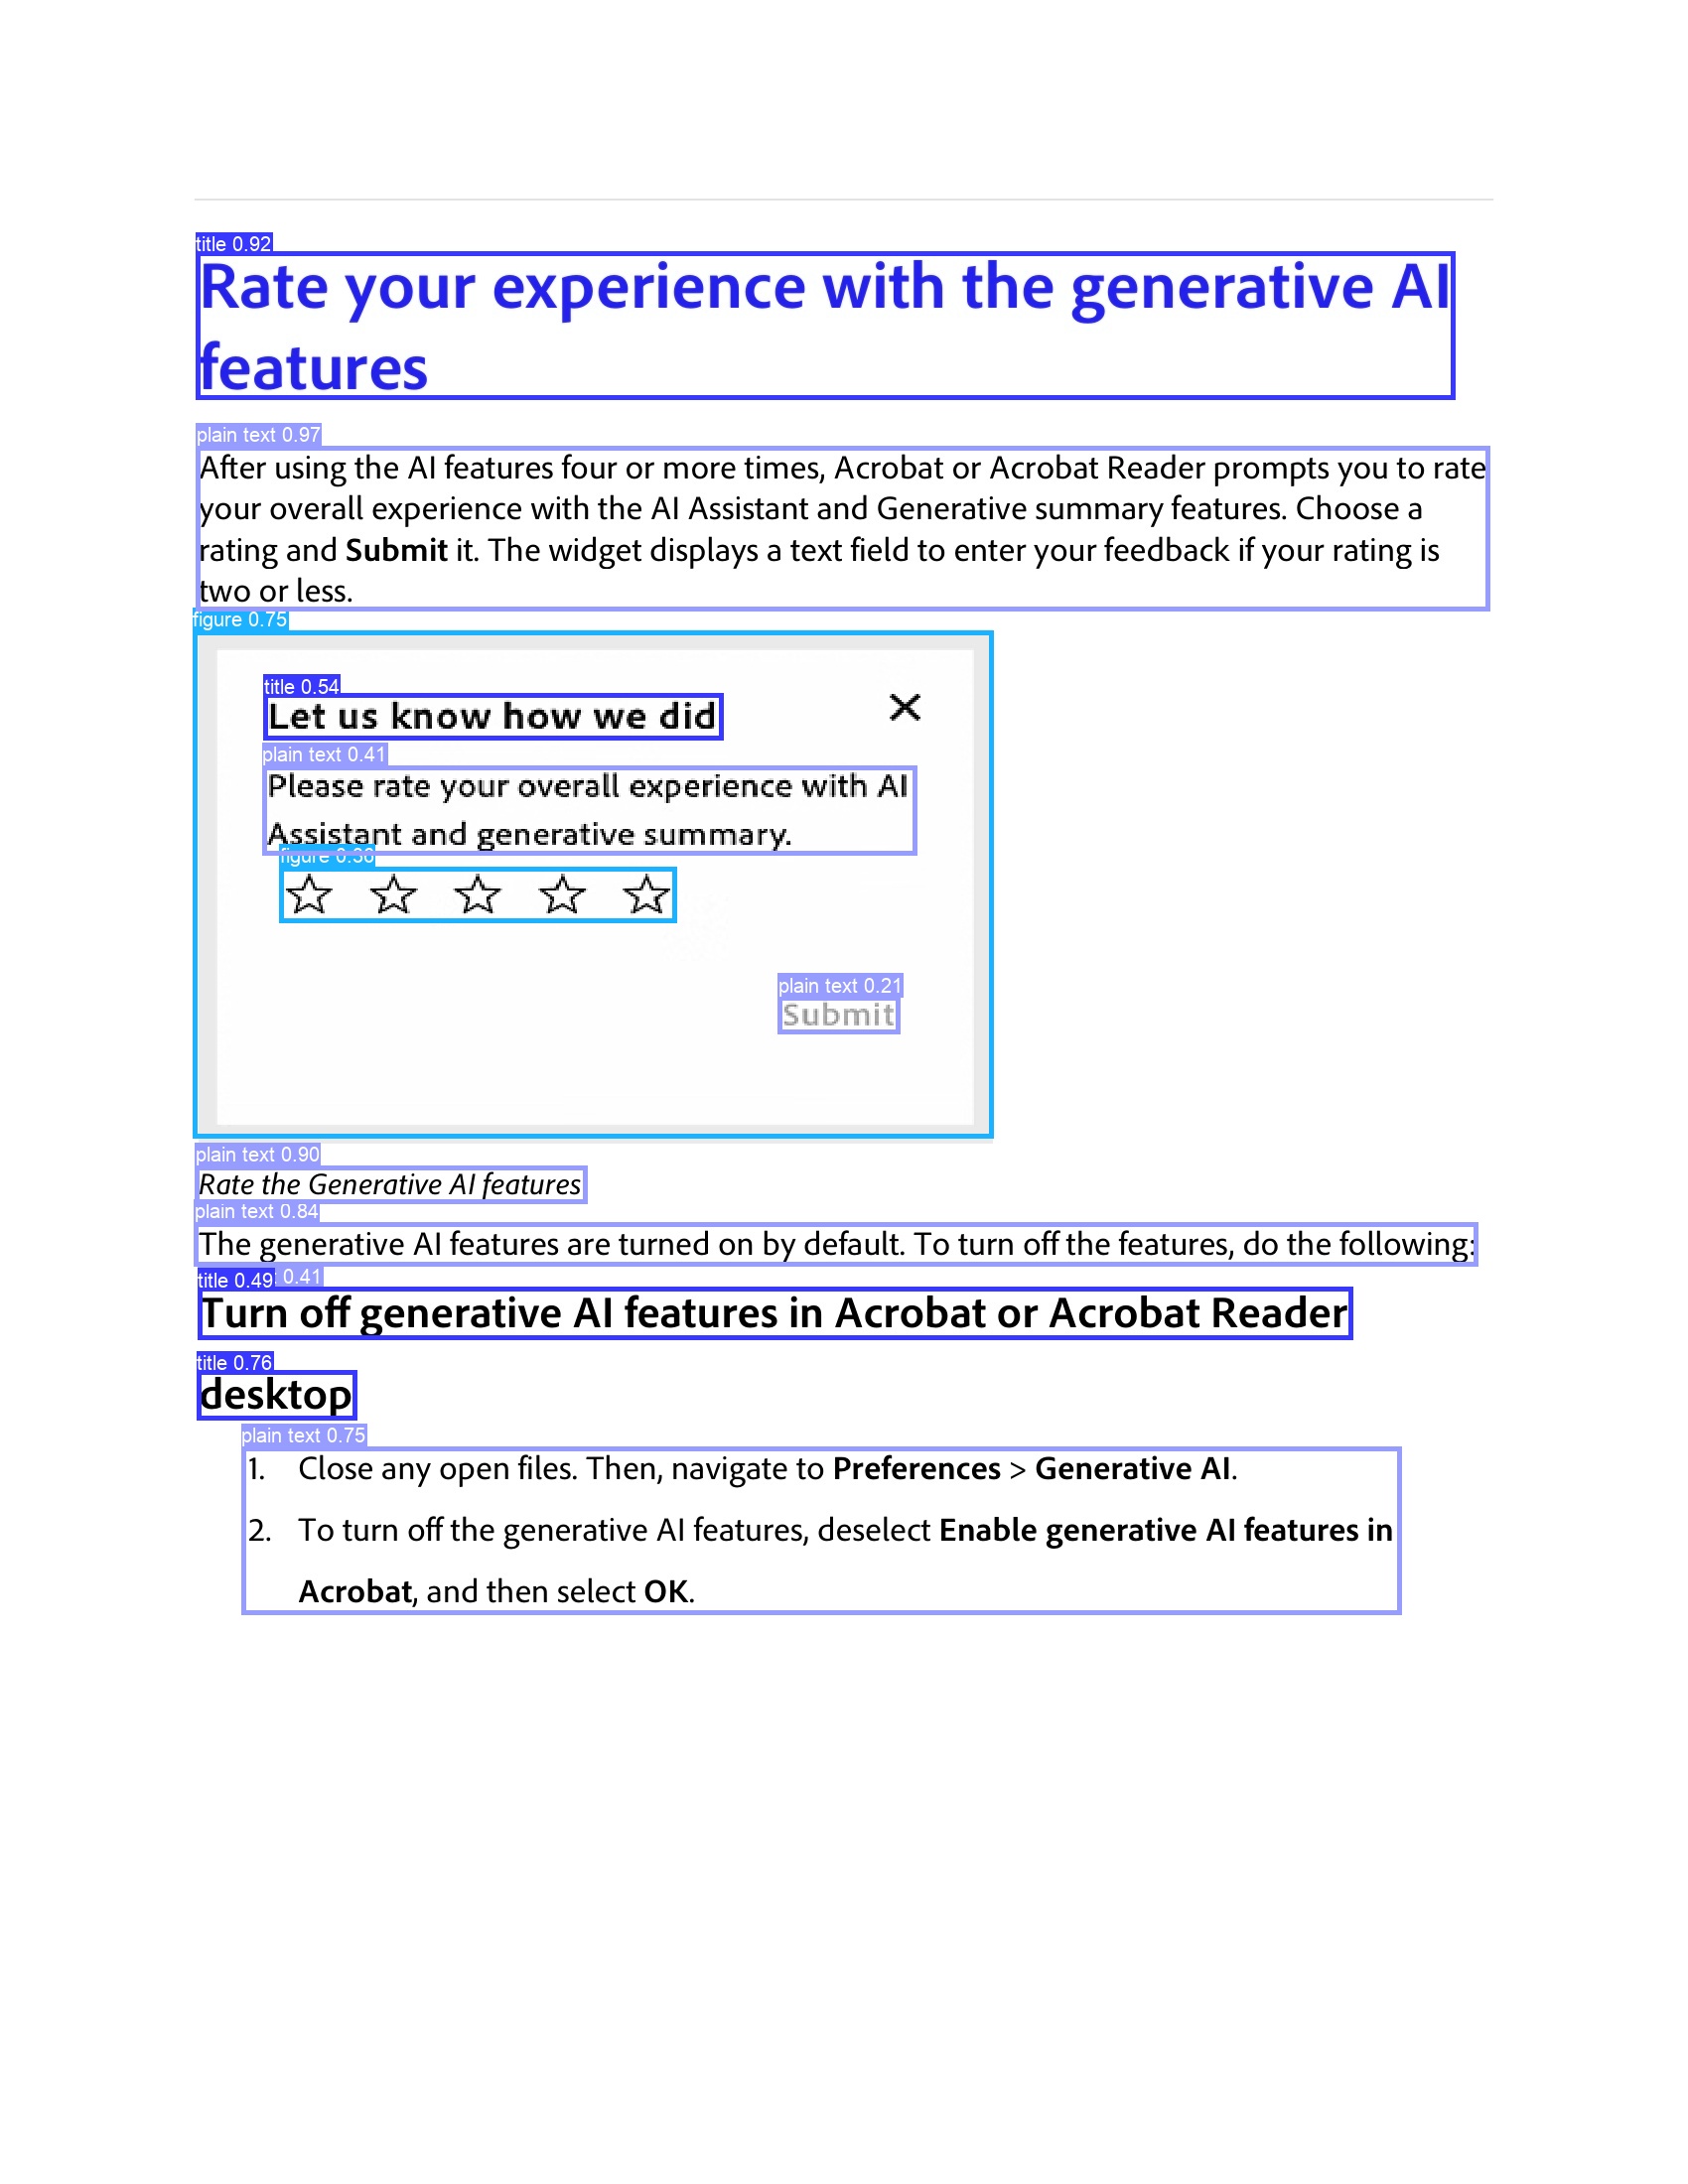 title 0.92
Rate your experience with the generative AI
features
plain text 0.97
After using the AI features four or more times, Acrobat or Acrobat Reader prompts you to rate
your overall experience with the AI Assistant and Generative summary features. Choose a
rating and Submit it. The widget displays a text field to enter your feedback if your rating is
two or less.
figure 0.75
title 0.54
Let us know how we did
plain text 0.41
Please rate your overall experience with AI
Assistant and generative summary.
plain text 0.21
Submit
plain text 0.90
Rate the Generative AI features
plain text 0.84
The generative AI features are turned on by default. To turn off the features, do the following:
title 0.49 0.41
Turn off generative AI features in Acrobat or Acrobat Reader
title 0.76
desktop
plain text 0.75
1. Close any open files. Then, navigate to Preferences > Generative AI.
2. To turn off the generative AI features, deselect Enable generative AI features in
Acrobat, and then select OK.